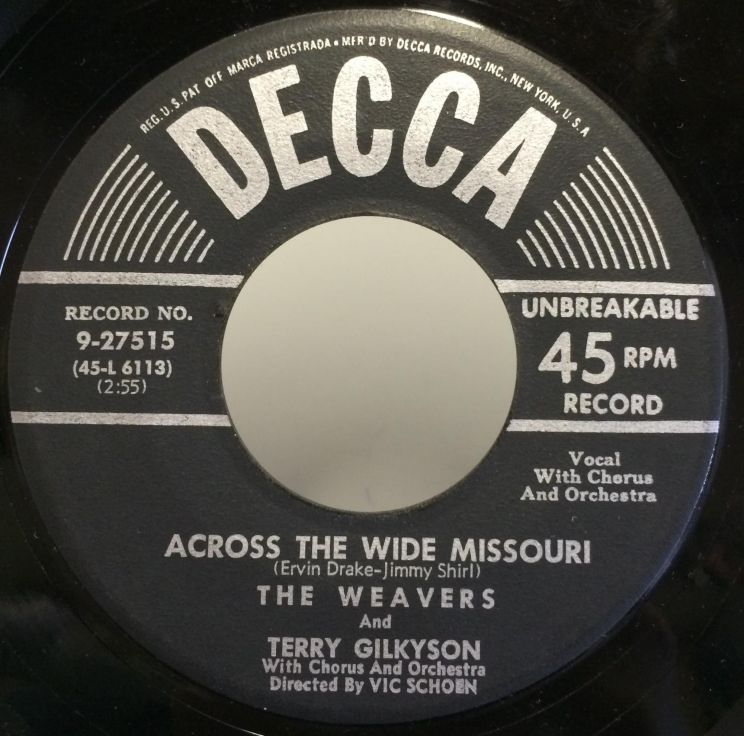 REG. U.S. PAT OFF MARCA REGISTRADA • MFR'D BY DECCA RECORDS, INC., NEW YORK, U.S.A
DECCA
RECORD NO.
9-27515
(45-L 6113)
(2:55)
UNBREAKABLE
45 RPM
RECORD
Vocal
With Chorus
And Orchestra
ACROSS THE WIDE MISSOURI
(Ervin Drake-Jimmy Shirl)
THE WEAVERS
And
TERRY GILKYSON
With Chorus And Orchestra
Directed By VIC SCHOEN